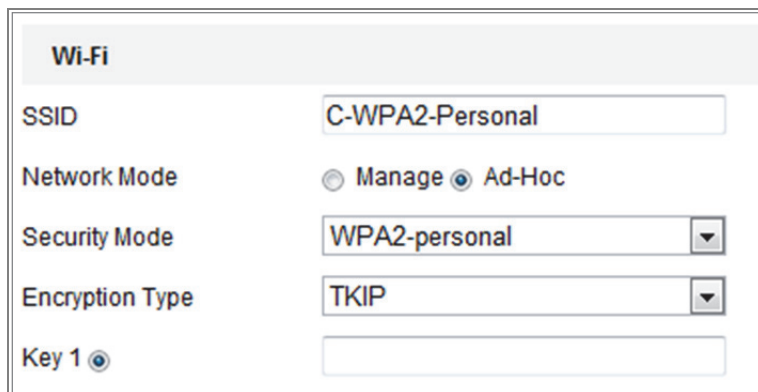 Wi-Fi
SSID C-WPA2-Personal
Network Mode Manage Ad-Hoc
Security Mode WPA2-personal
Encryption Type TKIP
Key 1